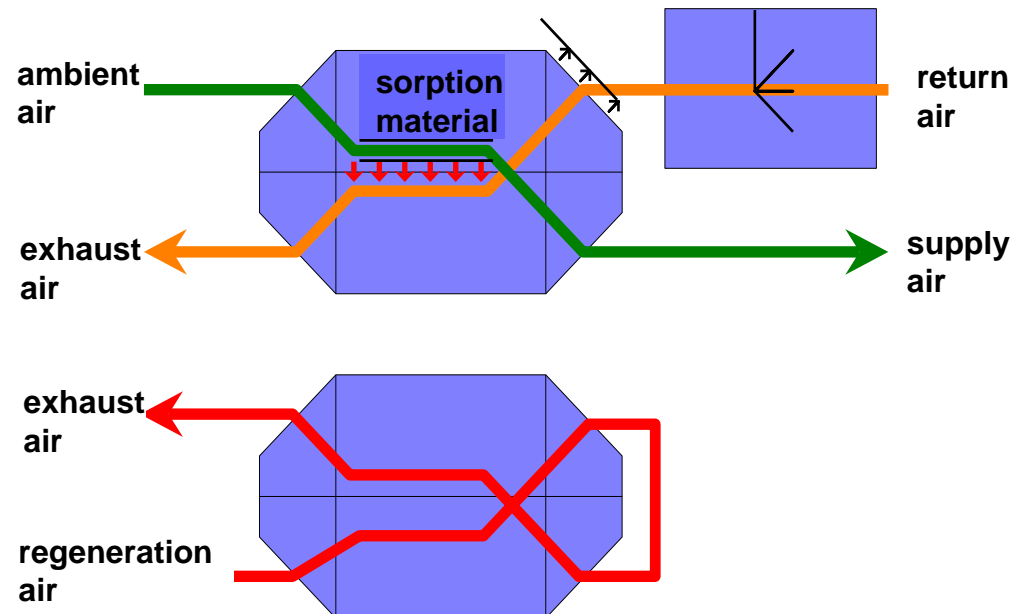 ambient
air
sorption
material
return
air
exhaust
air
supply
air
exhaust
air
regeneration
air